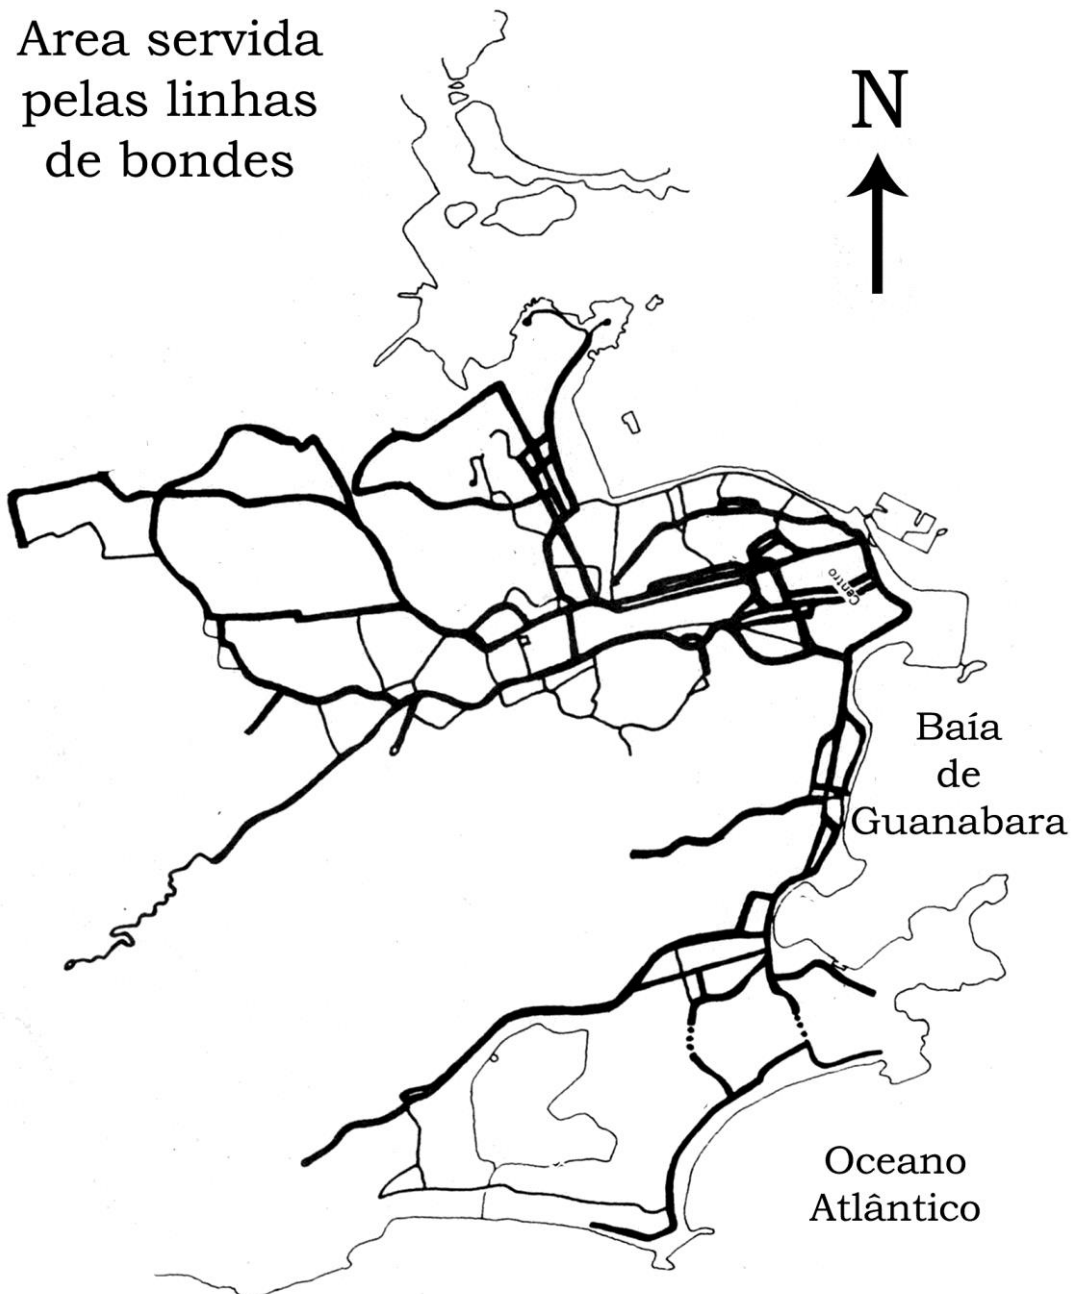 Area servida
pelas linhas
de bondes
N
Centro
Baía
de
Guanabara
Oceano
Atlântico